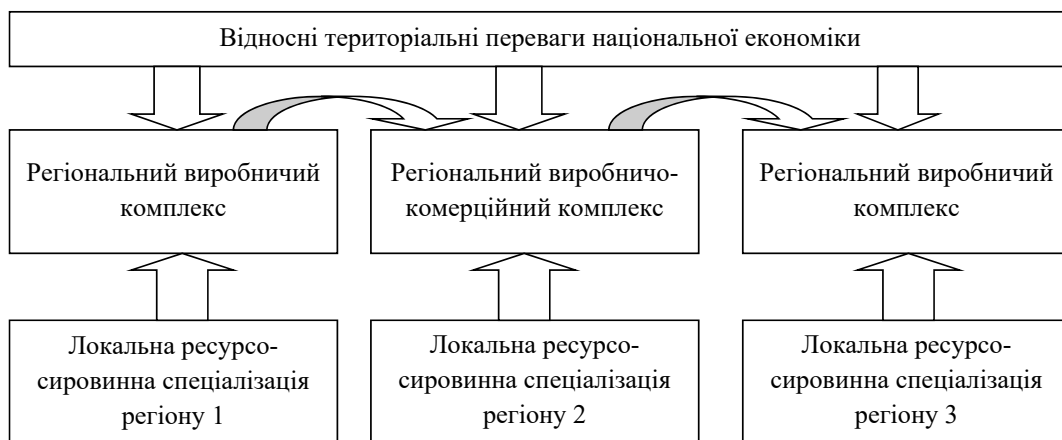 Відносні територіальні переваги національної економіки
Регіональний виробничий
комплекс
Регіональний виробничо-
комерційний комплекс
Регіональний виробничий
комплекс
Локальна ресурсо-
сировинна спеціалізація
регіону 1
Локальна ресурсо-
сировинна спеціалізація
регіону 2
Локальна ресурсо-
сировинна спеціалізація
регіону 3